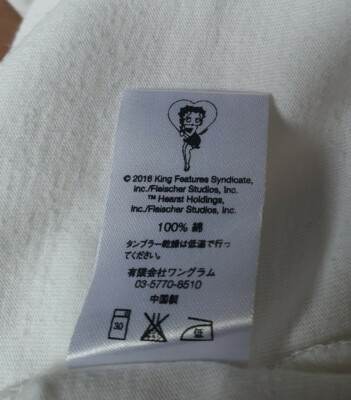 © 2016 King Features Syndicate,
Inc./Fleischer Studios, Inc.
™ Hearst Holdings,
Inc./Fleischer Studios, Inc.
100% 綿
タンブラー乾燥は低温で行っ
てください。
有限会社ワングラム
03-5770-8510
中国製
30
低